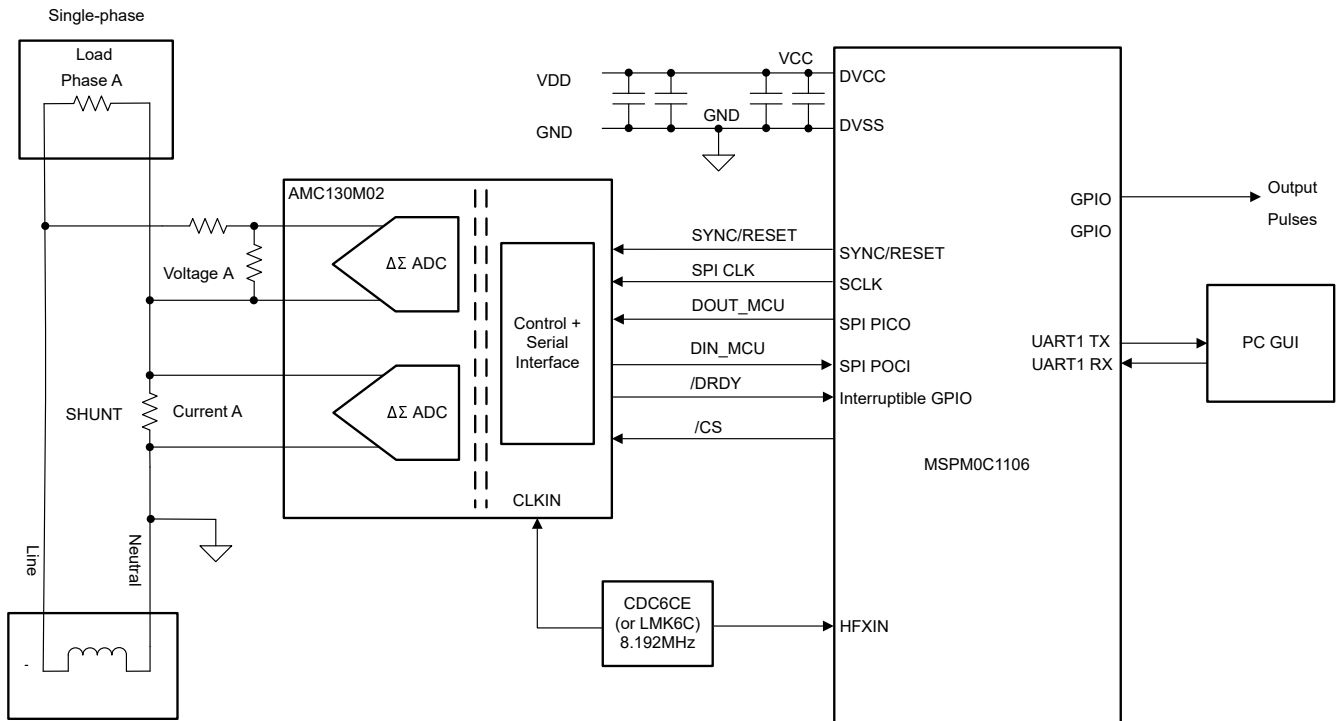 Single-phase
Load
Phase A
Voltage A
SHUNT
Current A
Line
Neutral
-
AMC130M02
ΔΣ ADC
ΔΣ ADC
Control +
Serial
Interface
CLKIN
VDD
GND
VCC
GND
DVCC
DVSS
SYNC/RESET
SYNC/RESET
SPI CLK
SCLK
DOUT_MCU
SPI PICO
DIN_MCU
SPI POCI
/DRDY
Interruptible GPIO
/CS
MSPM0C1106
CDC6CE
(or LMK6C)
8.192MHz
HFXIN
GPIO
GPIO
Output
Pulses
UART1 TX
UART1 RX
PC GUI